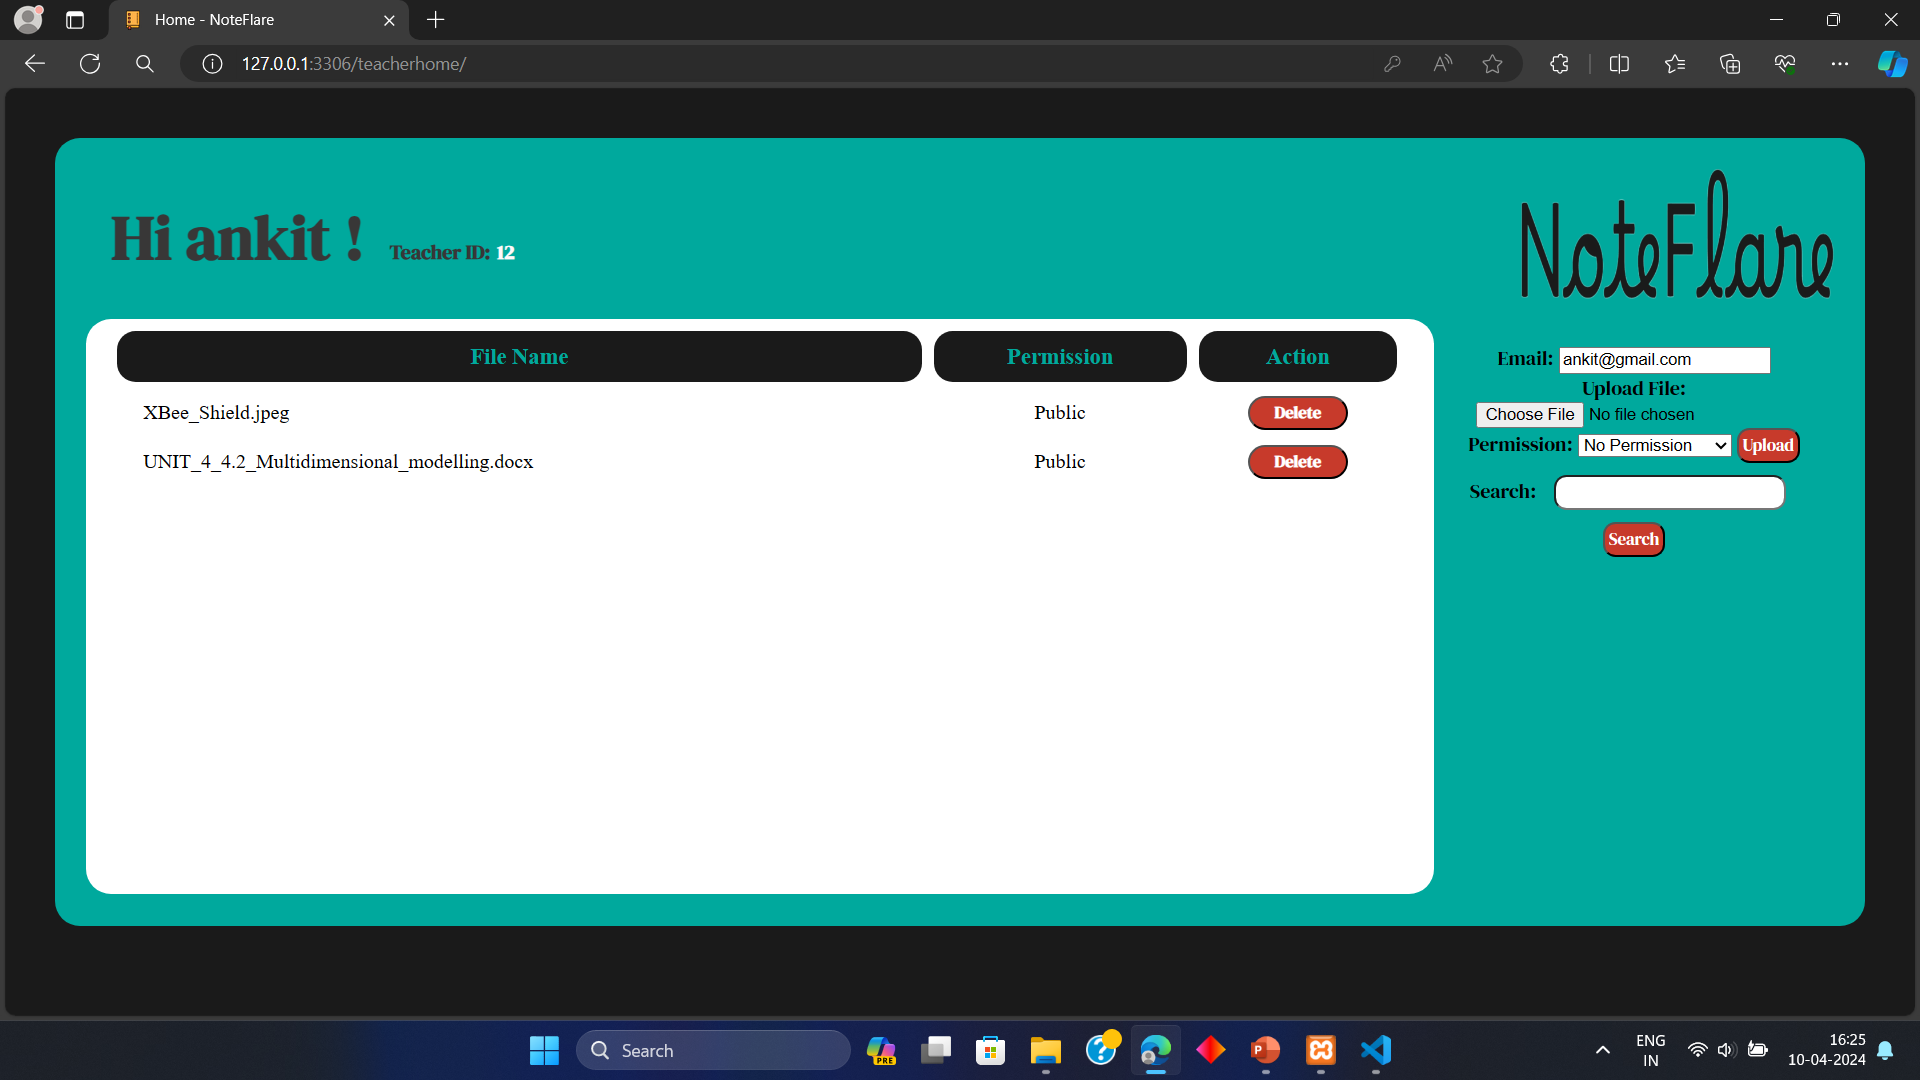 Home - NoteFlare
127.0.0.1:3306/teacherhome/
Hi ankit !
Teacher ID: 12
NoteFlare
File Name
Permission
Action
XBee_Shield.jpeg
Public
Delete
UNIT_4_4.2_Multidimensional_modelling.docx
Public
Delete
Email: ankit@gmail.com
Upload File:
Choose File No file chosen
Permission: No Permission Upload
Search:
Search
Search
PRE
ENG
IN
16:25
10-04-2024